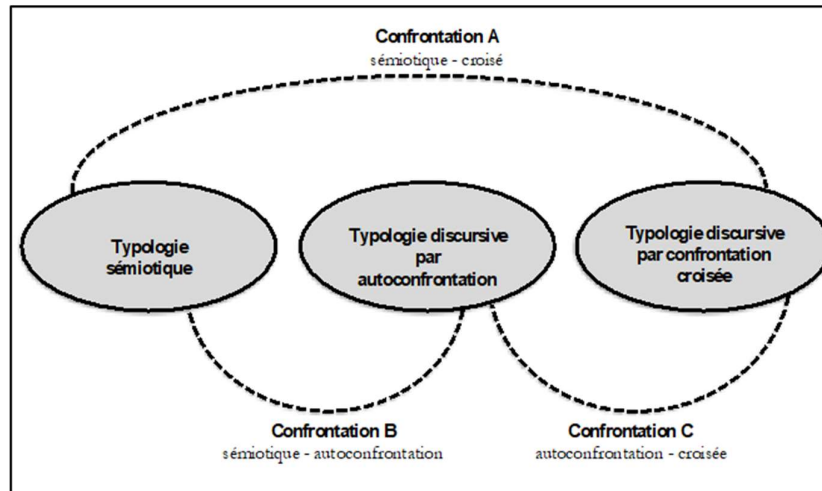 Confrontation A
sémiotique - croisé
Typologie
sémiotique
Typologie discursive
par
autoconfrontation
Typologie discursive
par confrontation
croisée
Confrontation B
sémiotique - autoconfrontation
Confrontation C
autoconfrontation - croisée